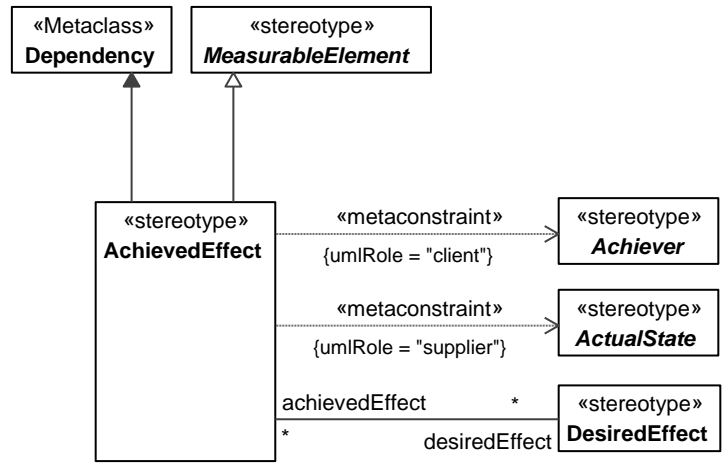 «Metaclass»
Dependency
«stereotype»
MeasurableElement
«stereotype»
AchievedEffect
«metaconstraint»
{umlRole = "client"}
«stereotype»
Achiever
«metaconstraint»
{umlRole = "supplier"}
«stereotype»
ActualState
achievedEffect
*
*
desiredEffect
«stereotype»
DesiredEffect